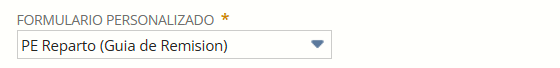 FORMULARIO PERSONALIZADO *
PE Reparto (Guia de Remision)